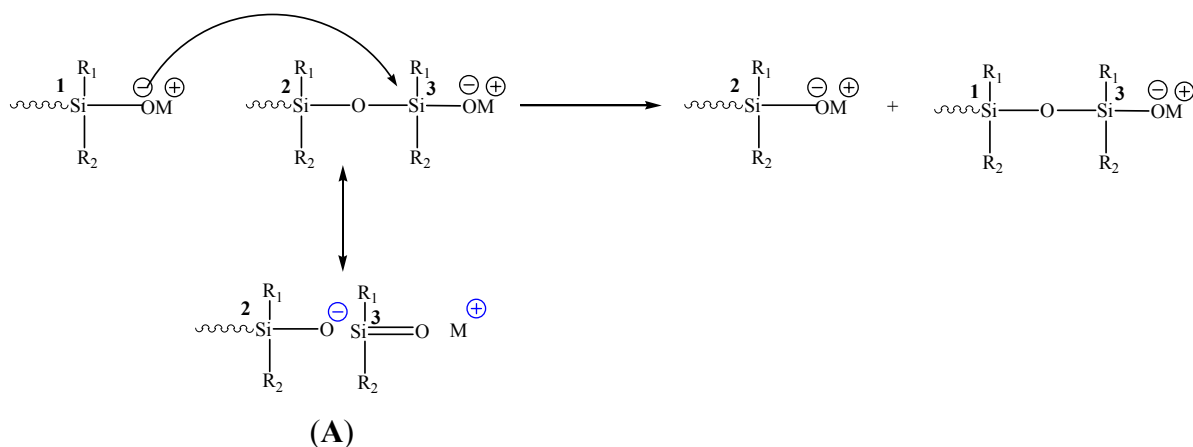 R1 R1 R1 R1 R1 R1
1 2 3 2 1 3
Si OM Si O Si OM Si OM + Si O Si OM
− + − + − + − +
R2 R2 R2 R2 R2 R2
R1 R1
2 − 3 +
Si O Si O M
R2 R2
(A)